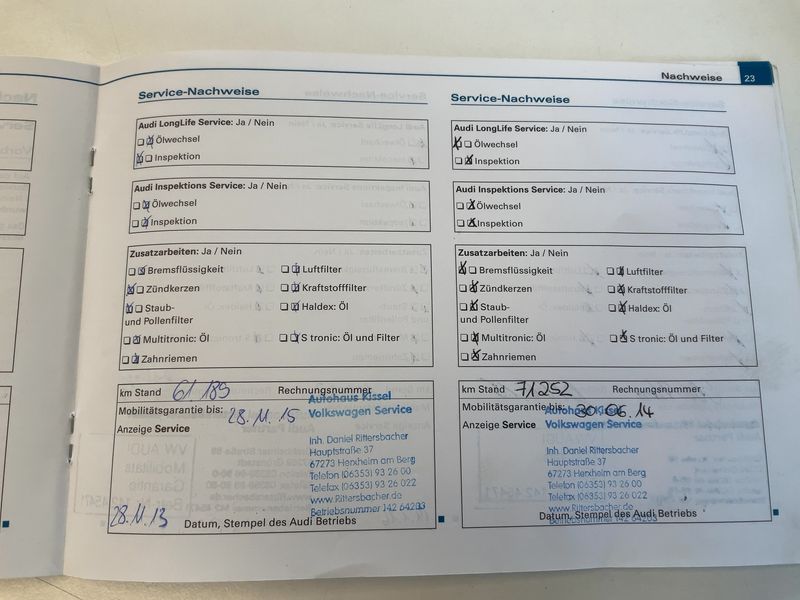 Nachweise 23
Service-Nachweise
Audi LongLife Service: Ja / Nein
Ölwechsel
Inspektion
Audi Inspektions Service: Ja / Nein
Ölwechsel
Inspektion
Zusatzarbeiten: Ja / Nein
Bremsflüssigkeit
Luftfilter
Zündkerzen
Kraftstofffilter
Staub-
und Pollenfilter
Haldex: Öl
Multitronic: Öl
S tronic: Öl und Filter
Zahnriemen
km Stand 61 189 Rechnungsnummer
Mobilitätsgarantie bis: 28.11.15
Anzeige Service
Autohaus Kissel
Volkswagen Service
Inh. Daniel Rittersbacher
Hauptstraße 37
67273 Herxheim am Berg
Telefon (06353) 93 26 00
Telefax (06353) 93 26 022
www.Rittersbacher.de
Betriebsnummer 142 64203
28.11.13 Datum, Stempel des Audi Betriebs
Service-Nachweise
Audi LongLife Service: Ja / Nein
Ölwechsel
Inspektion
Audi Inspektions Service: Ja / Nein
Ölwechsel
Inspektion
Zusatzarbeiten: Ja / Nein
Bremsflüssigkeit
Luftfilter
Zündkerzen
Kraftstofffilter
Staub-
und Pollenfilter
Haldex: Öl
Multitronic: Öl
S tronic: Öl und Filter
Zahnriemen
km Stand 71252 Rechnungsnummer
Mobilitätsgarantie bis: 30.06.14
Anzeige Service
Autohaus Kissel
Volkswagen Service
Inh. Daniel Rittersbacher
Hauptstraße 37
67273 Herxheim am Berg
Telefon (06353) 93 26 00
Telefax (06353) 93 26 022
www.Rittersbacher.de
Betriebsnummer 142 64203
Datum, Stempel des Audi Betriebs